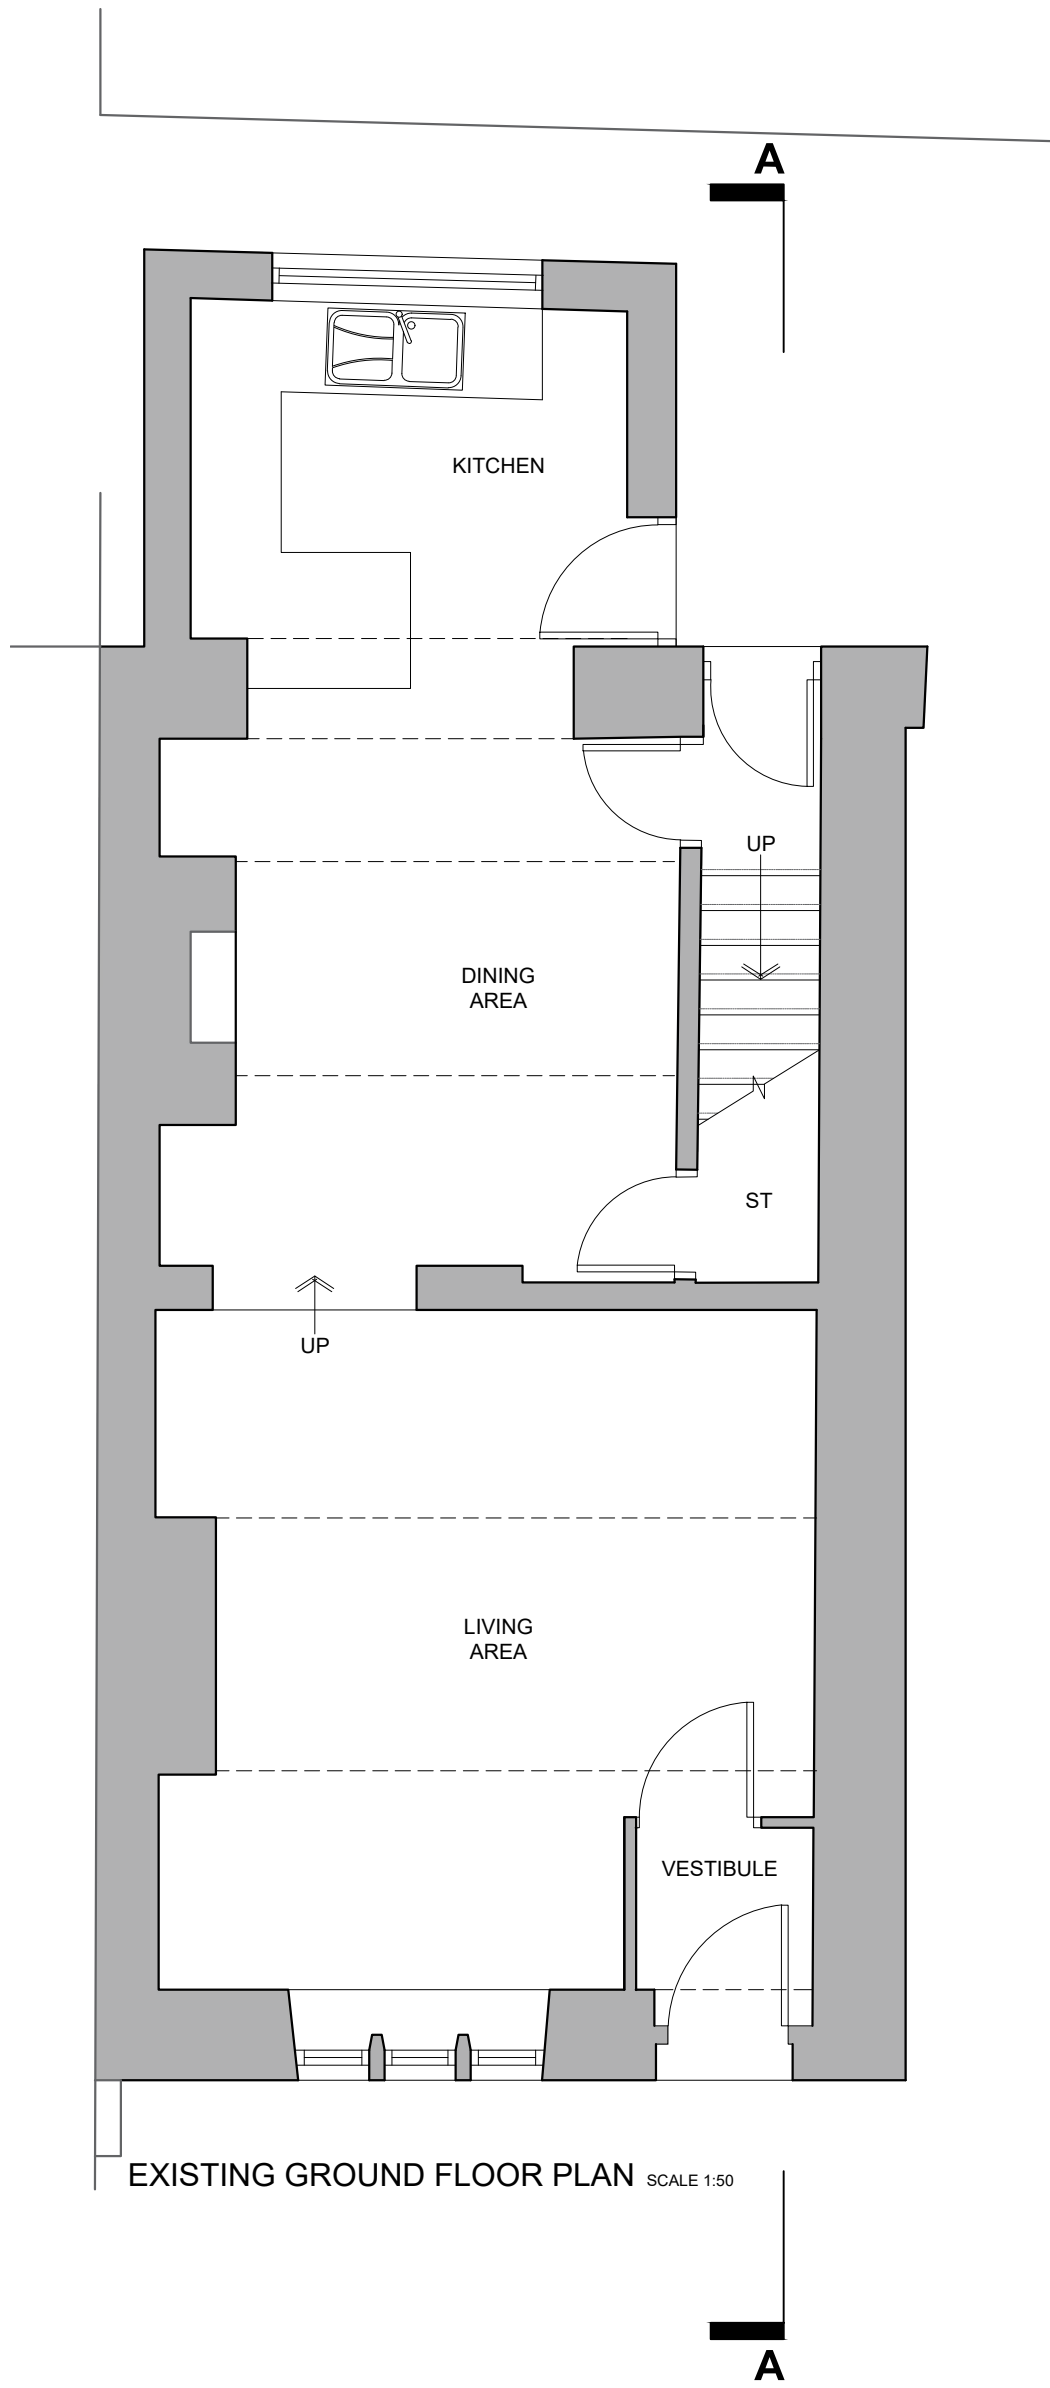 A
KITCHEN
UP
DINING
AREA
ST
UP
LIVING
AREA
VESTIBULE
EXISTING GROUND FLOOR PLAN SCALE 1:50
A